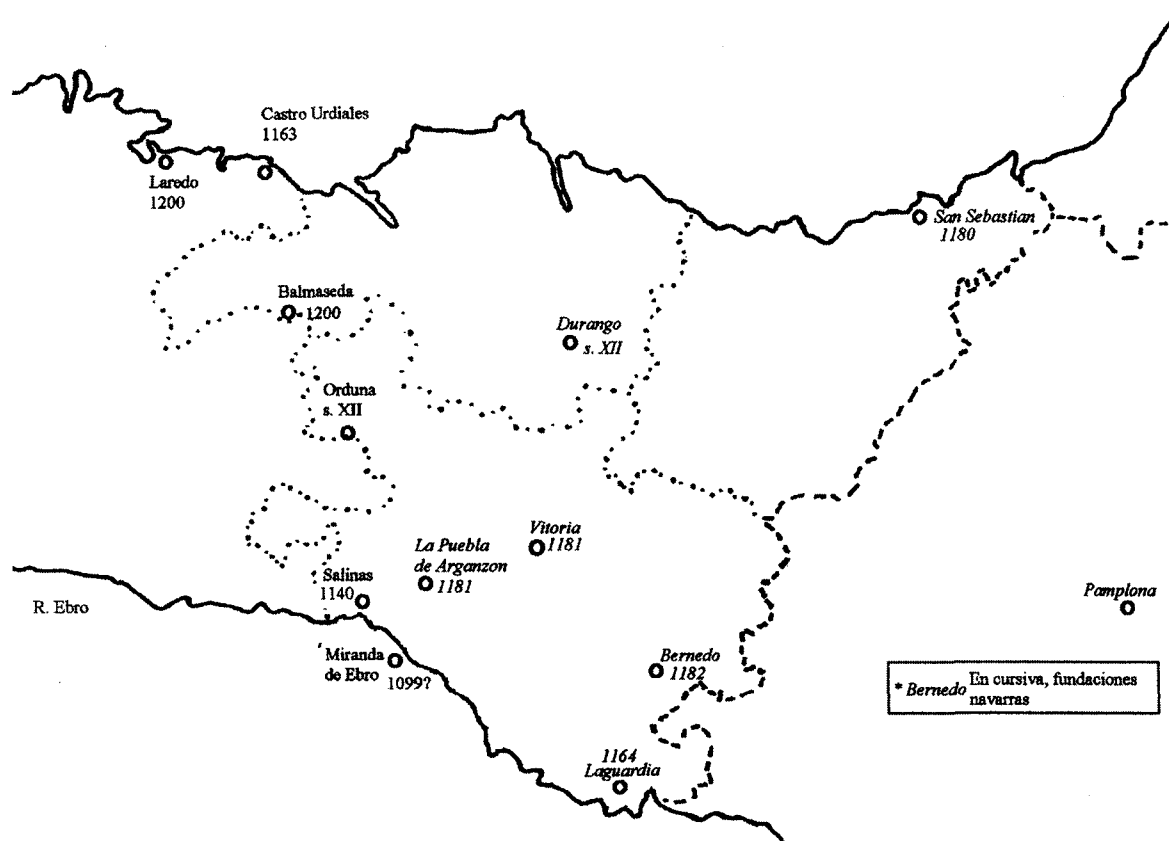 Castro Urdiales
1163
Laredo
1200
San Sebastian
1180
Balmaseda
1200
Durango
s. XII
Orduna
s. XII
Vitoria
1181
La Puebla
de Arganzon
1181
Salinas
1140
R. Ebro
Pamplona
Miranda
de Ebro
1099?
Bernedo
1182
* Bernedo En cursiva, fundaciones
navarras
1164
Laguardia